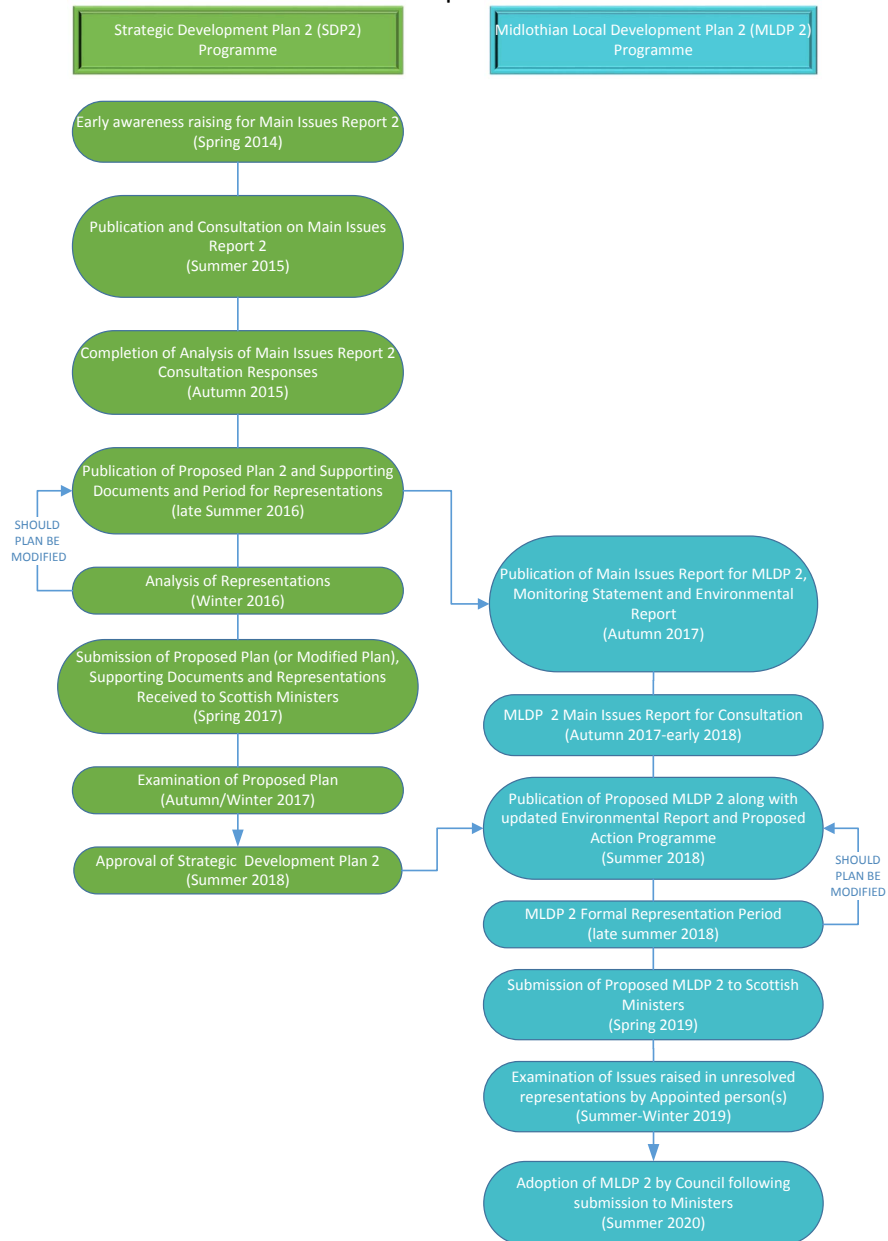 Strategic Development Plan 2 (SDP2)
Programme
Midlothian Local Development Plan 2 (MLDP 2)
Programme
Early awareness raising for Main Issues Report 2
(Spring 2014)
Publication and Consultation on Main Issues
Report 2
(Summer 2015)
Completion of Analysis of Main Issues Report 2
Consultation Responses
(Autumn 2015)
Publication of Proposed Plan 2 and Supporting
Documents and Period for Representations
(late Summer 2016)
SHOULD
PLAN BE
MODIFIED
Analysis of Representations
(Winter 2016)
Submission of Proposed Plan (or Modified Plan),
Supporting Documents and Representations
Received to Scottish Ministers
(Spring 2017)
Examination of Proposed Plan
(Autumn/Winter 2017)
Approval of Strategic Development Plan 2
(Summer 2018)
Publication of Main Issues Report for MLDP 2,
Monitoring Statement and Environmental
Report
(Autumn 2017)
MLDP 2 Main Issues Report for Consultation
(Autumn 2017-early 2018)
Publication of Proposed MLDP 2 along with
updated Environmental Report and Proposed
Action Programme
(Summer 2018)
SHOULD
PLAN BE
MODIFIED
MLDP 2 Formal Representation Period
(late summer 2018)
Submission of Proposed MLDP 2 to Scottish
Ministers
(Spring 2019)
Examination of Issues raised in unresolved
representations by Appointed person(s)
(Summer-Winter 2019)
Adoption of MLDP 2 by Council following
submission to Ministers
(Summer 2020)